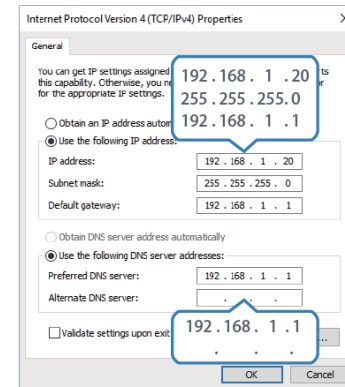 Internet Protocol Version 4 (TCP/IPv4) Properties
General
You can get IP settings assigned
this capability. Otherwise, you
for the appropriate IP settings.
192.168. 1 .20
255.255.255.0
192.168. 1 .1
Obtain an IP address
Use the following IP address:
IP address: 192 . 168 . 1 . 20
Subnet mask: 255 . 255 . 255 . 0
Default gateway: 192 . 168 . 1 . 1
Obtain DNS server address automatically
Use the following DNS server addresses:
Preferred DNS server: 192 . 168 . 1 . 1
Alternate DNS server: . . .
Validate settings upon exit
192.168. 1 .1
. . .
...
OK Cancel